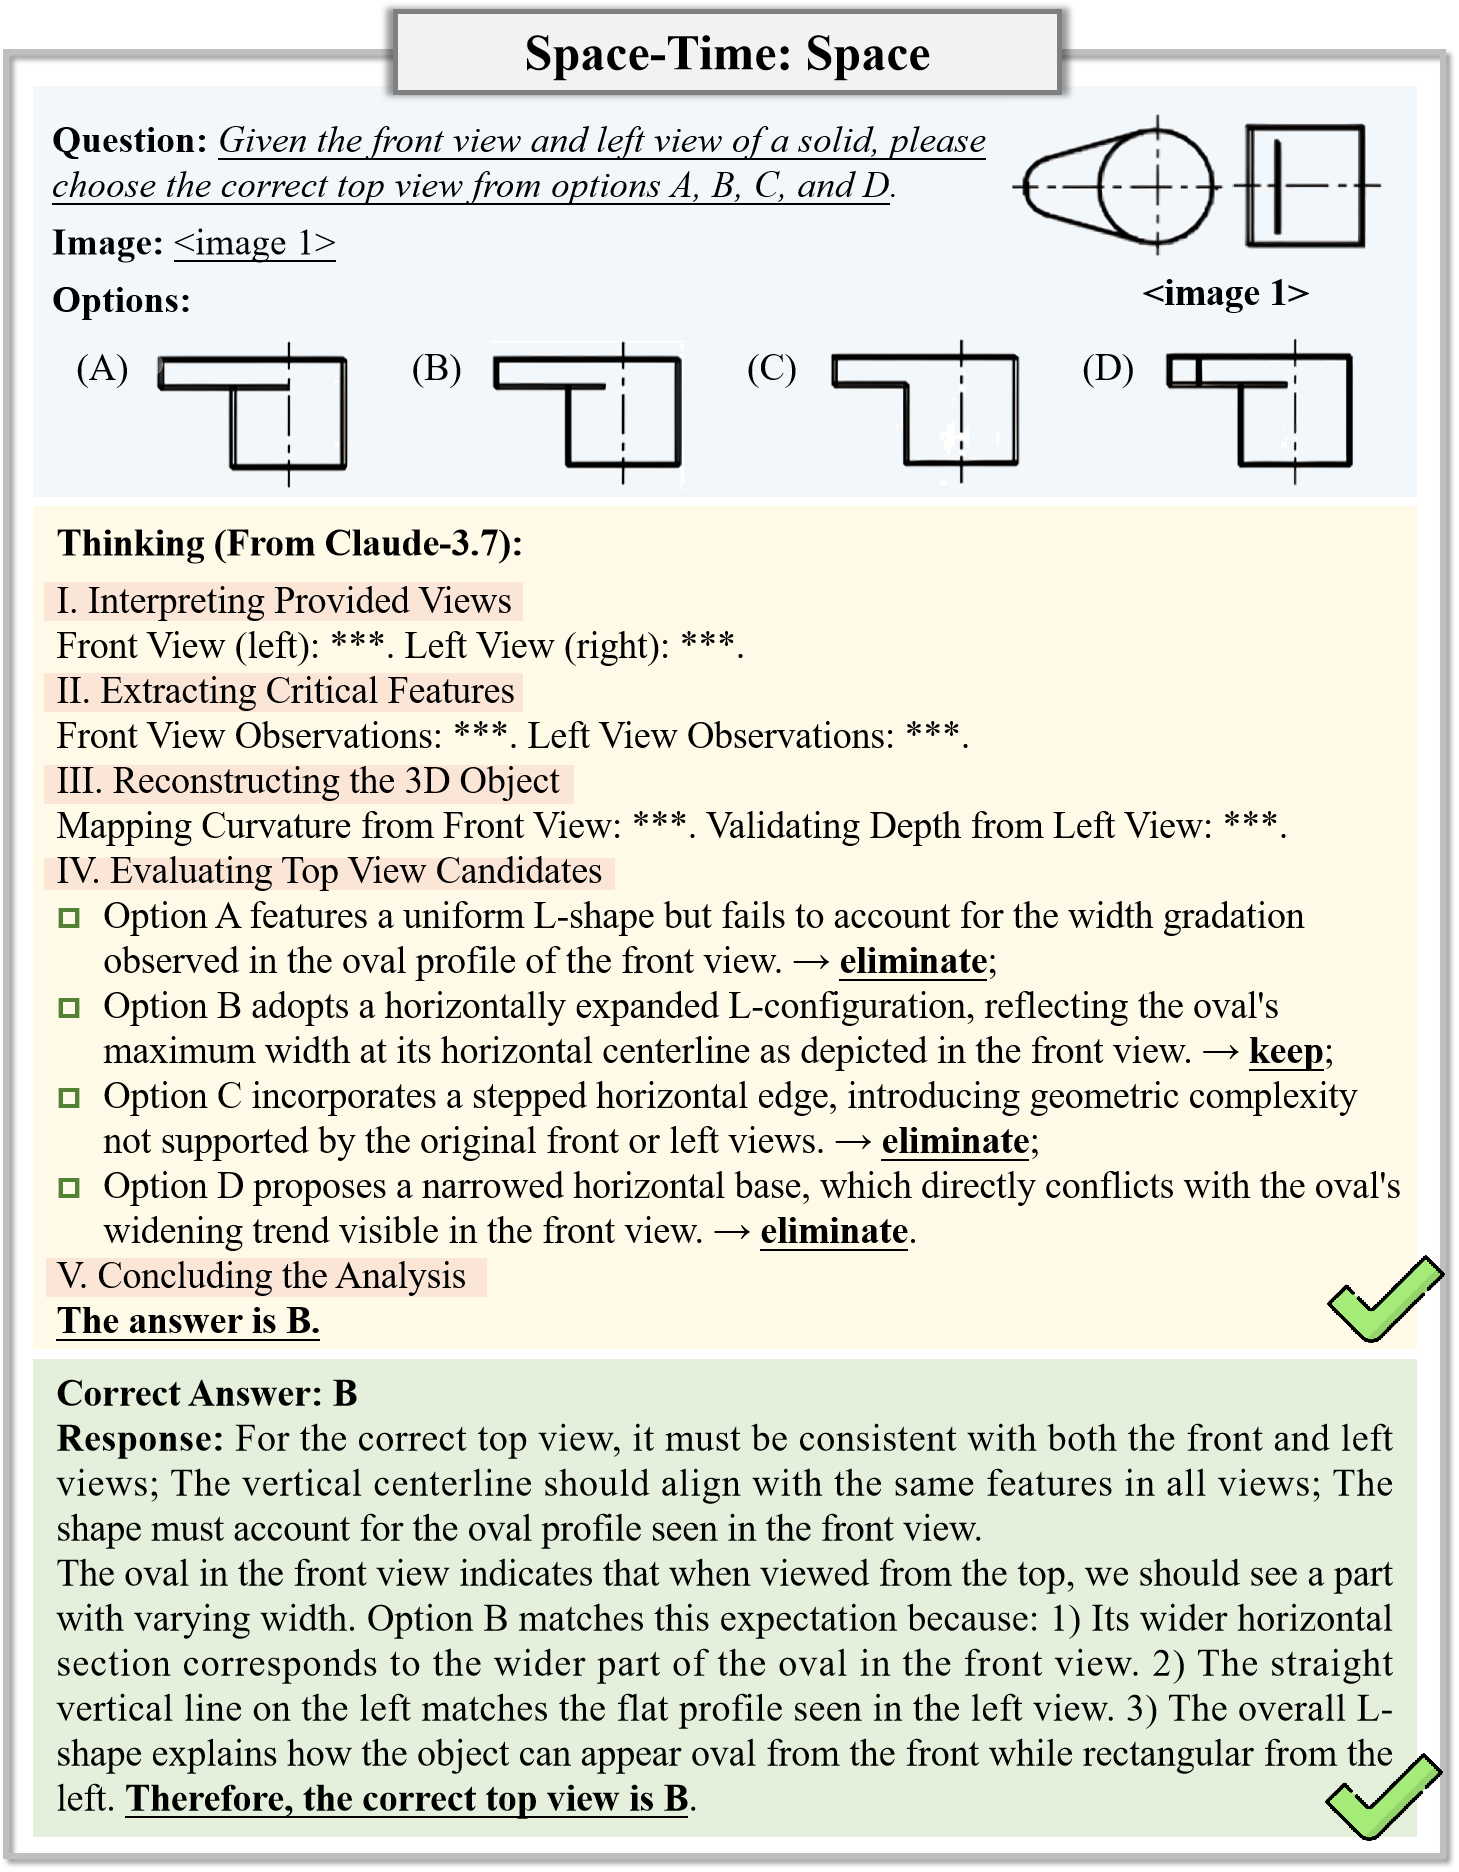 Space-Time: Space
Question: Given the front view and left view of a solid, please
choose the correct top view from options A, B, C, and D.
Image: <image 1>
<image 1>
Options:
(A)
(B)
(C)
(D)
Thinking (From Claude-3.7):
I. Interpreting Provided Views
Front View (left): ***. Left View (right): ***.
II. Extracting Critical Features
Front View Observations: ***. Left View Observations: ***.
III. Reconstructing the 3D Object
Mapping Curvature from Front View: ***. Validating Depth from Left View: ***.
IV. Evaluating Top View Candidates
Option A features a uniform L-shape but fails to account for the width gradation
observed in the oval profile of the front view. → eliminate;
Option B adopts a horizontally expanded L-configuration, reflecting the oval's
maximum width at its horizontal centerline as depicted in the front view. → keep;
Option C incorporates a stepped horizontal edge, introducing geometric complexity
not supported by the original front or left views. → eliminate;
Option D proposes a narrowed horizontal base, which directly conflicts with the oval's
widening trend visible in the front view. → eliminate.
V. Concluding the Analysis
The answer is B.
Correct Answer: B
Response: For the correct top view, it must be consistent with both the front and left
views; The vertical centerline should align with the same features in all views; The
shape must account for the oval profile seen in the front view.
The oval in the front view indicates that when viewed from the top, we should see a part
with varying width. Option B matches this expectation because: 1) Its wider horizontal
section corresponds to the wider part of the oval in the front view. 2) The straight
vertical line on the left matches the flat profile seen in the left view. 3) The overall L-
shape explains how the object can appear oval from the front while rectangular from the
left. Therefore, the correct top view is B.